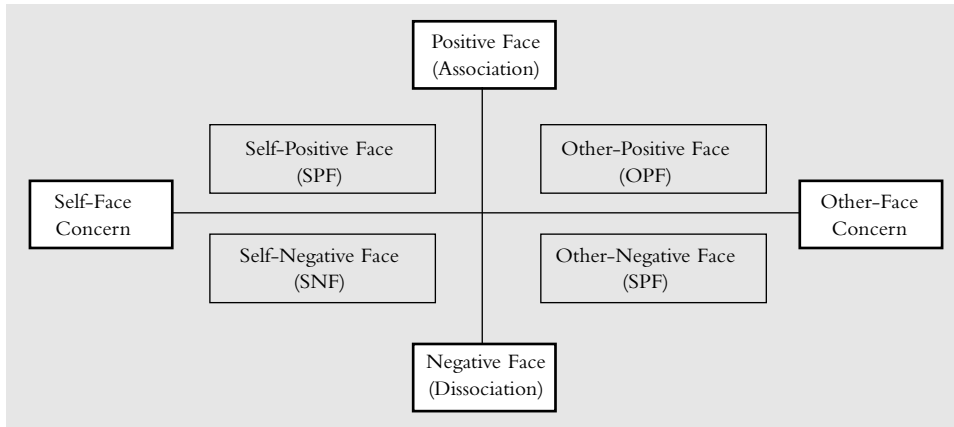 Positive Face
(Association)
Self-Positive Face
(SPF)
Other-Positive Face
(OPF)
Self-Face
Concern
Other-Face
Concern
Self-Negative Face
(SNF)
Other-Negative Face
(SPF)
Negative Face
(Dissociation)